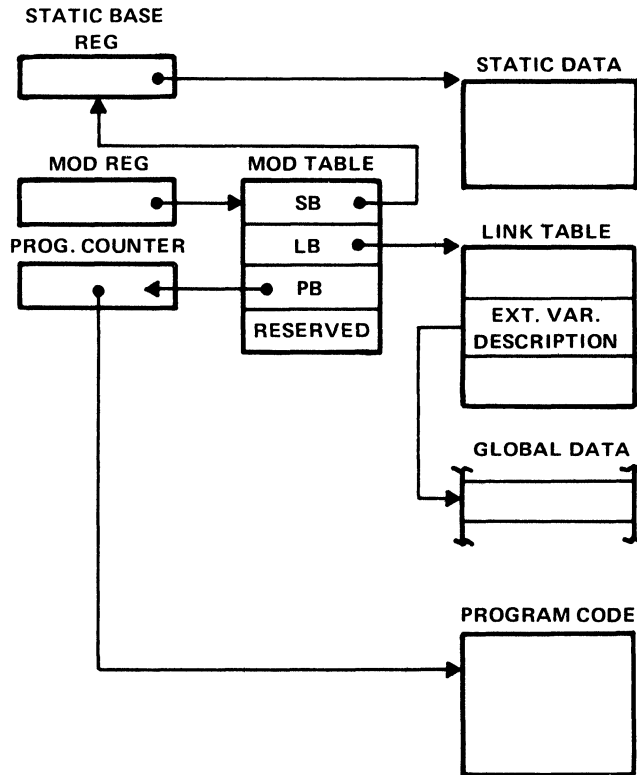 STATIC BASE
REG
STATIC DATA
MOD REG
MOD TABLE
SB
LB
PB
RESERVED
PROG. COUNTER
LINK TABLE
EXT. VAR.
DESCRIPTION
GLOBAL DATA
PROGRAM CODE